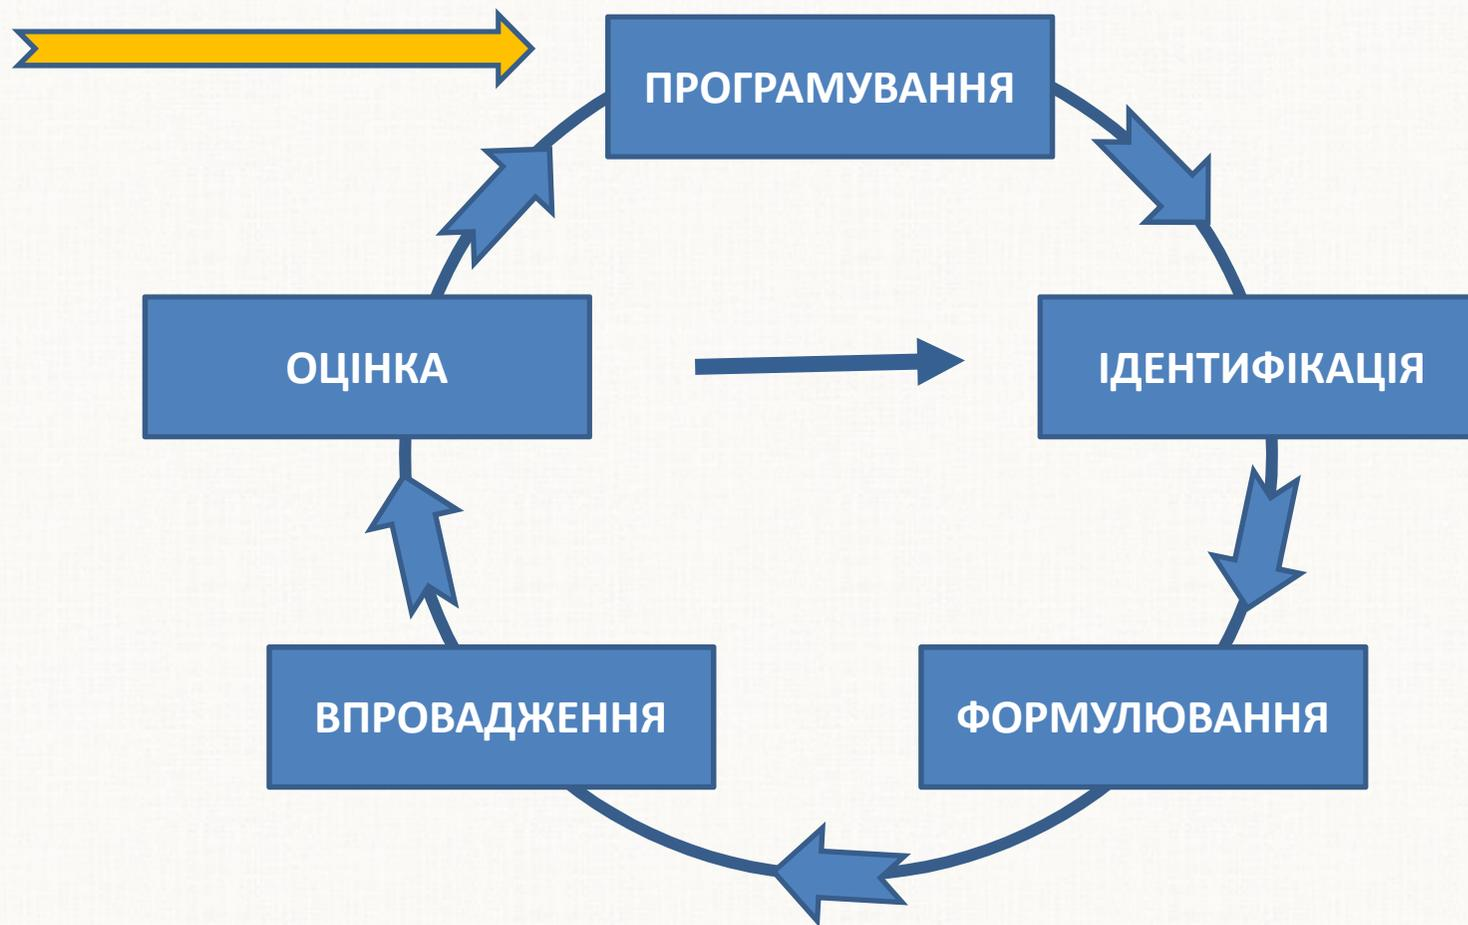 ПРОГРАМУВАННЯ
ОЦІНКА
ІДЕНТИФІКАЦІЯ
ВПРОВАДЖЕННЯ
ФОРМУЛЮВАННЯ